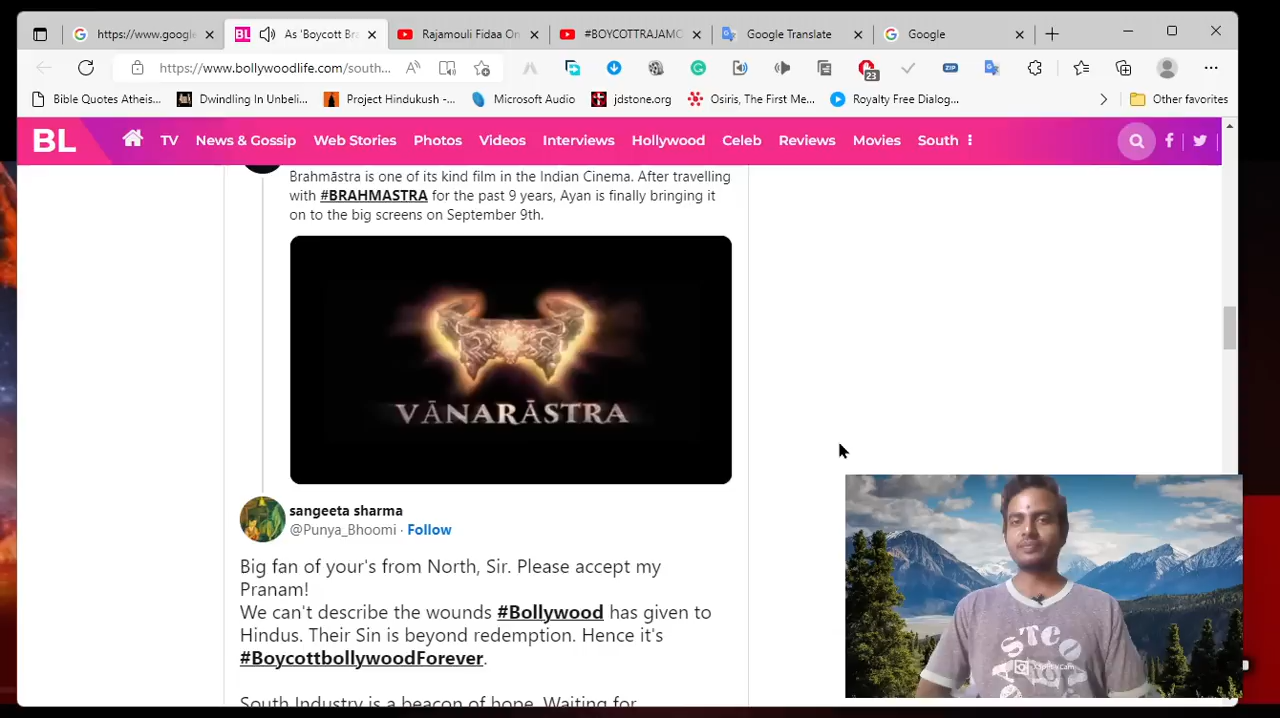 https://www.google
BL
As 'Boycott Bra
Rajamouli Fidaa On
#BOYCOTTRAJAMO
Google Translate
Google
https://www.bollywoodlife.com/south...
23
ZIP
Bible Quotes Atheis...
Dwindling In Unbeli...
Project Hindukush -...
Microsoft Audio
jdstone.org
Osiris, The First Me...
Royalty Free Dialog...
Other favorites
BL
TV
News & Gossip
Web Stories
Photos
Videos
Interviews
Hollywood
Celeb
Reviews
Movies
South
Brahmāstra is one of its kind film in the Indian Cinema. After travelling
with #BRAHMASTRA for the past 9 years, Ayan is finally bringing it
on to the big screens on September 9th.
VĀNARĀSTRA
sangeeta sharma
@Punya_Bhoomi · Follow
Big fan of your's from North, Sir. Please accept my
Pranam!
We can't describe the wounds #Bollywood has given to
Hindus. Their Sin is beyond redemption. Hence it's
#BoycottbollywoodForever.
South Industry is a beacon of hope. Waiting for